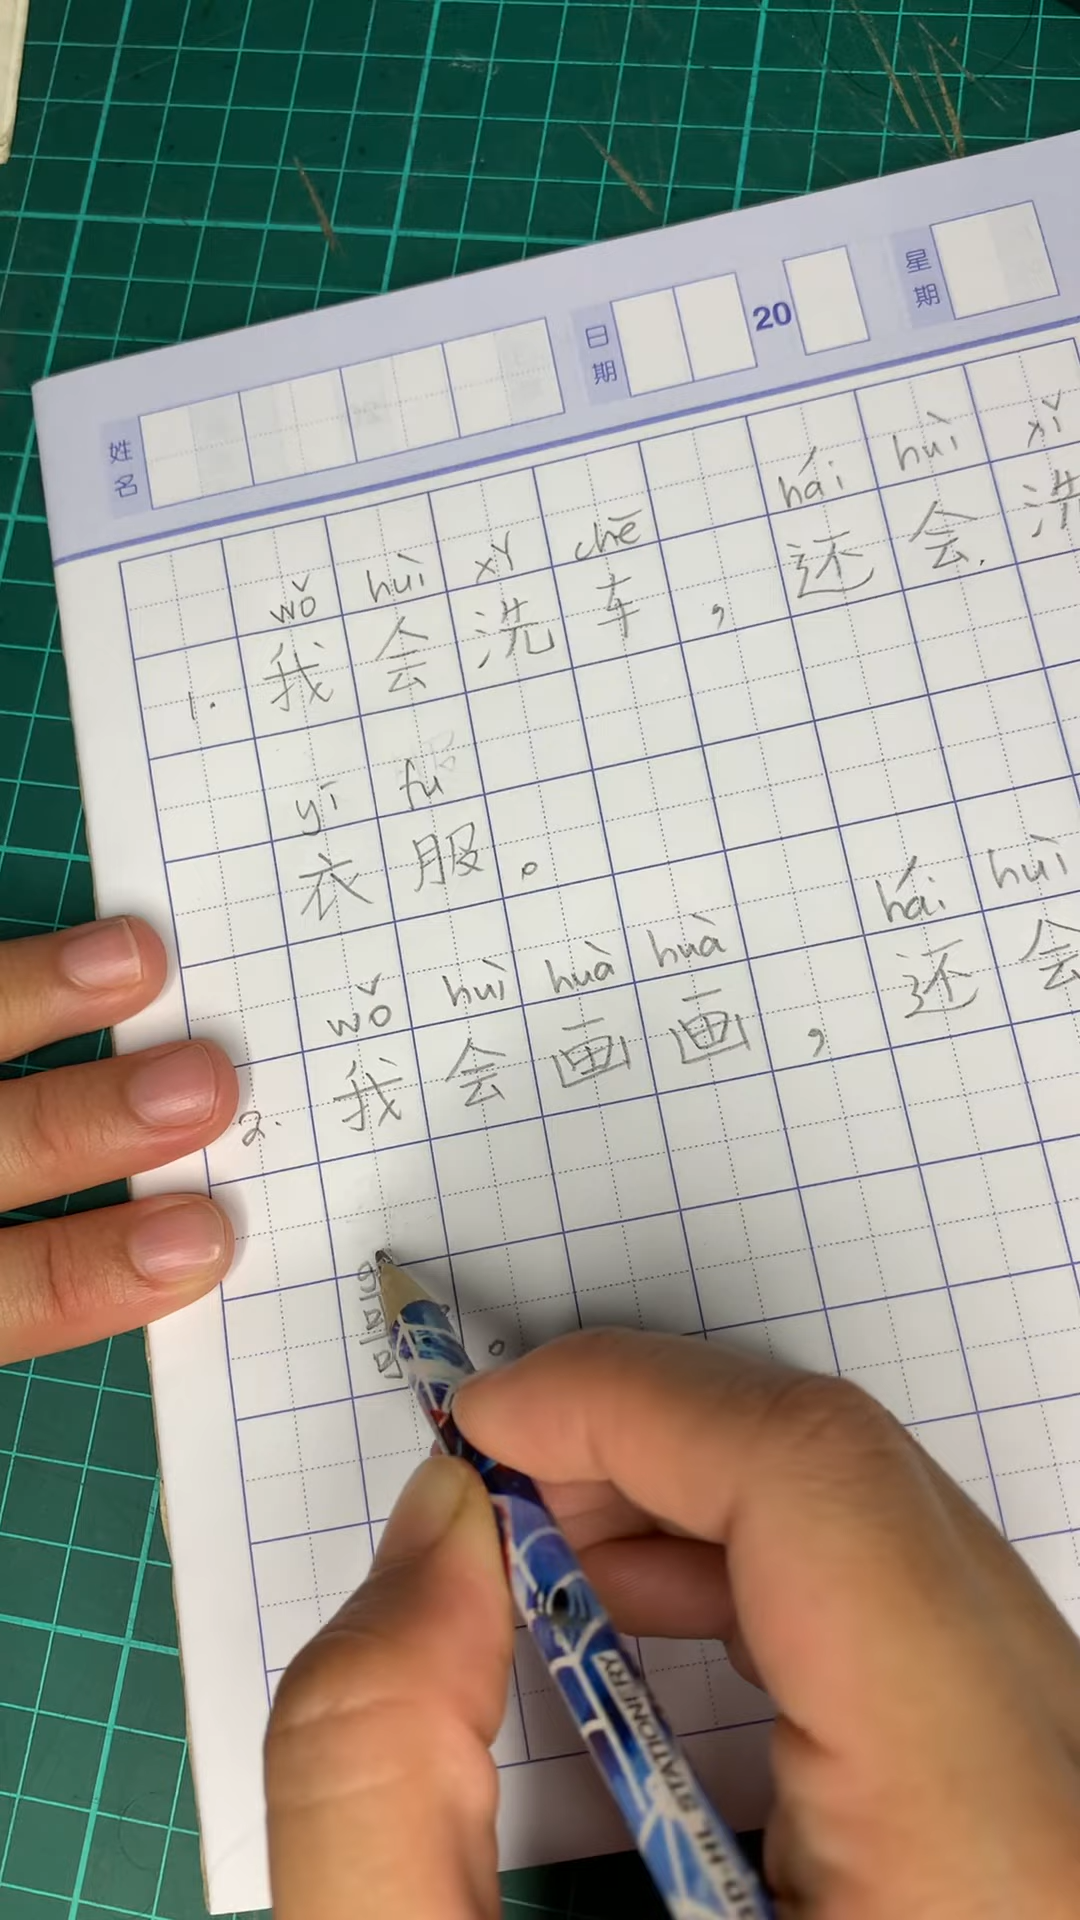 姓名 日期 20 星期
wǒ huì xǐ chē hái huì xǐ
1. 我会洗车，还会洗
yī fu
衣服。
wǒ huì huà huà hái huì
2. 我会画画，还会
。
STATIONERY